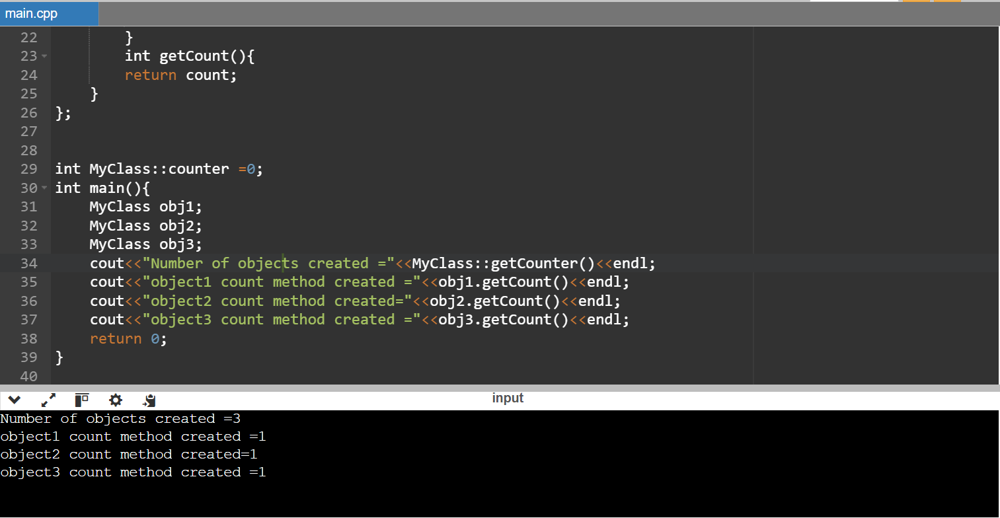 main.cpp
22 }
23 int getCount(){
24 return count;
25 }
26 };
27
28
29 int MyClass::counter =0;
30 int main(){
31 MyClass obj1;
32 MyClass obj2;
33 MyClass obj3;
34 cout<<"Number of objects created ="<<MyClass::getCounter()<<endl;
35 cout<<"object1 count method created ="<<obj1.getCount()<<endl;
36 cout<<"object2 count method created="<<obj2.getCount()<<endl;
37 cout<<"object3 count method created ="<<obj3.getCount()<<endl;
38 return 0;
39 }
40
input
Number of objects created =3
object1 count method created =1
object2 count method created=1
object3 count method created =1